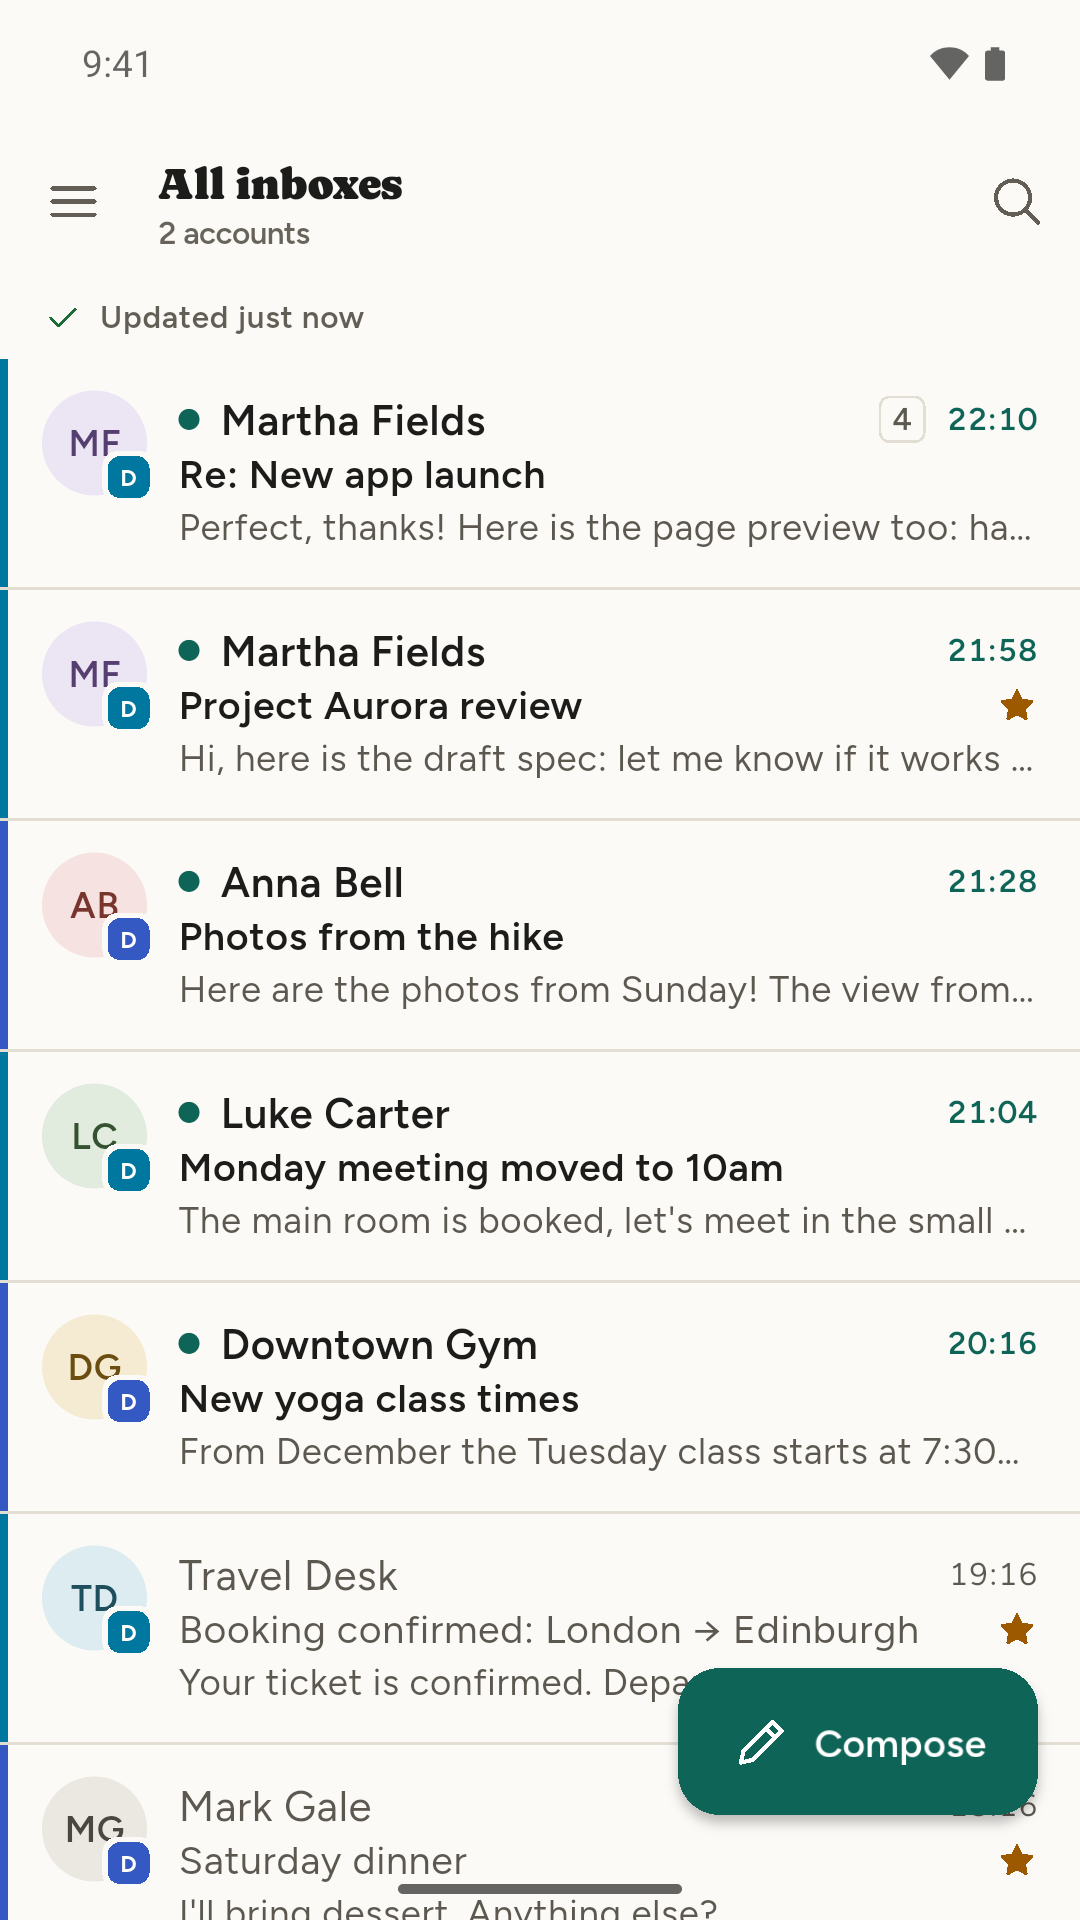 9:41
All inboxes
2 accounts
Updated just now
MF
D
Martha Fields
4
22:10
Re: New app launch
Perfect, thanks! Here is the page preview too: ha...
MF
D
Martha Fields
21:58
Project Aurora review
Hi, here is the draft spec: let me know if it works ...
AB
D
Anna Bell
21:28
Photos from the hike
Here are the photos from Sunday! The view from...
LC
D
Luke Carter
21:04
Monday meeting moved to 10am
The main room is booked, let's meet in the small ...
DG
D
Downtown Gym
20:16
New yoga class times
From December the Tuesday class starts at 7:30...
TD
D
Travel Desk
19:16
Booking confirmed: London → Edinburgh
Your ticket is confirmed.
Compose
MG
D
Mark Gale
Saturday dinner
I'll bring dessert. Anything else?